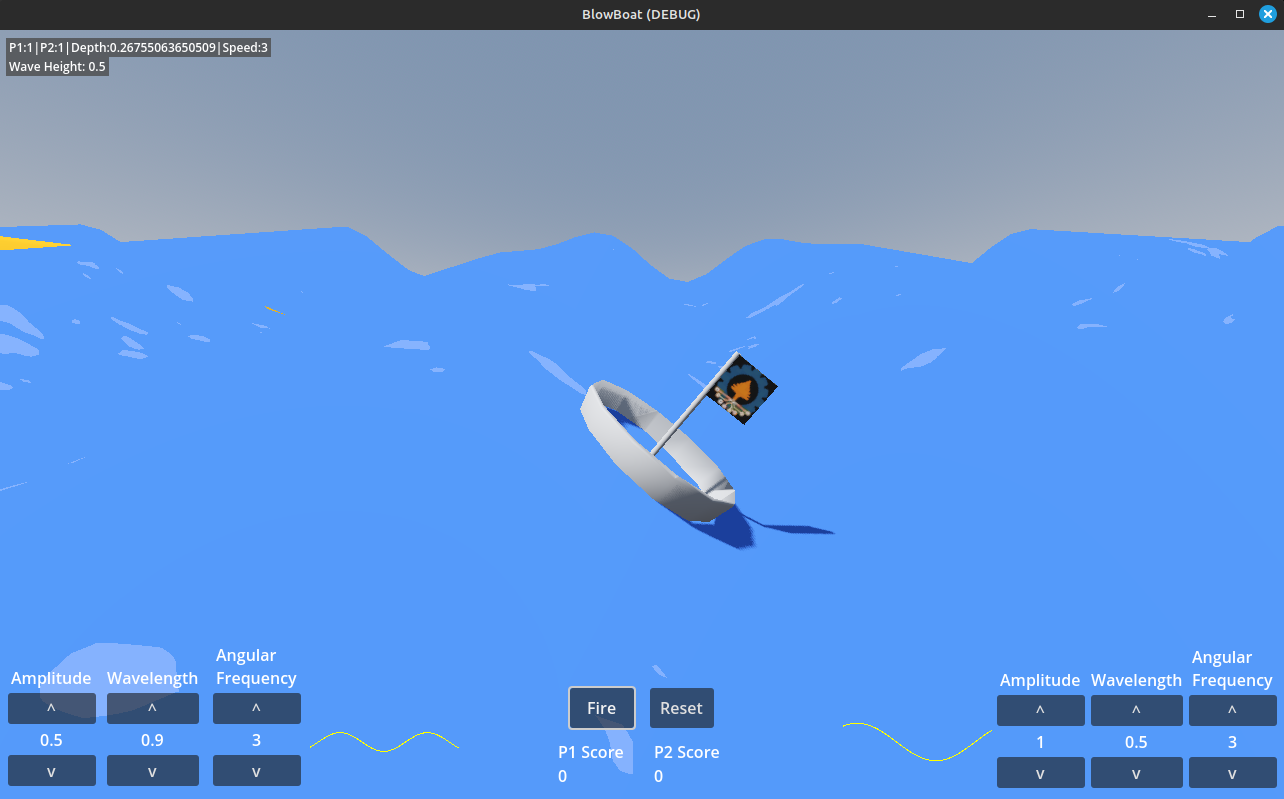 BlowBoat (DEBUG)
P1:1|P2:1|Depth:0.26755063650509|Speed:3
Wave Height: 0.5
Amplitude
Wavelength
Angular
Frequency
^
^
^
0.5
0.9
3
v
v
v
Fire
Reset
P1 Score
P2 Score
0
0
Amplitude
Wavelength
Angular
Frequency
^
^
^
1
0.5
3
v
v
v